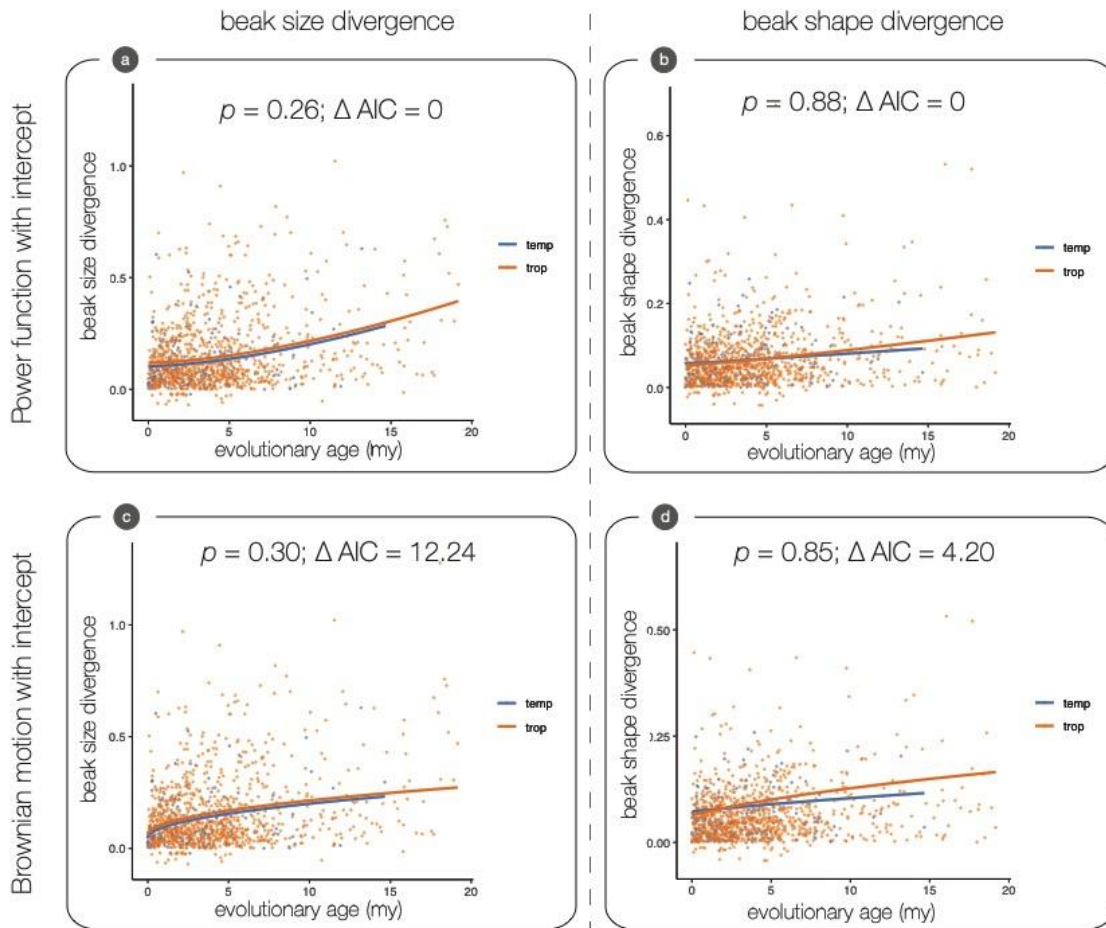 beak size divergence
beak shape divergence
Power function with intercept
a
p = 0.26; Δ AIC = 0
beak size divergence
1.0
0.5
0.0
0
5
10
15
20
evolutionary age (my)
temp
trop
b
p = 0.88; Δ AIC = 0
beak shape divergence
0.6
0.4
0.2
0.0
0
5
10
15
20
evolutionary age (my)
temp
trop
Brownian motion with intercept
c
p = 0.30; Δ AIC = 12.24
beak size divergence
1.0
0.5
0.0
0
5
10
15
20
evolutionary age (my)
temp
trop
d
p = 0.85; Δ AIC = 4.20
beak shape divergence
0.50
0.25
0.00
0
5
10
15
20
evolutionary age (my)
temp
trop